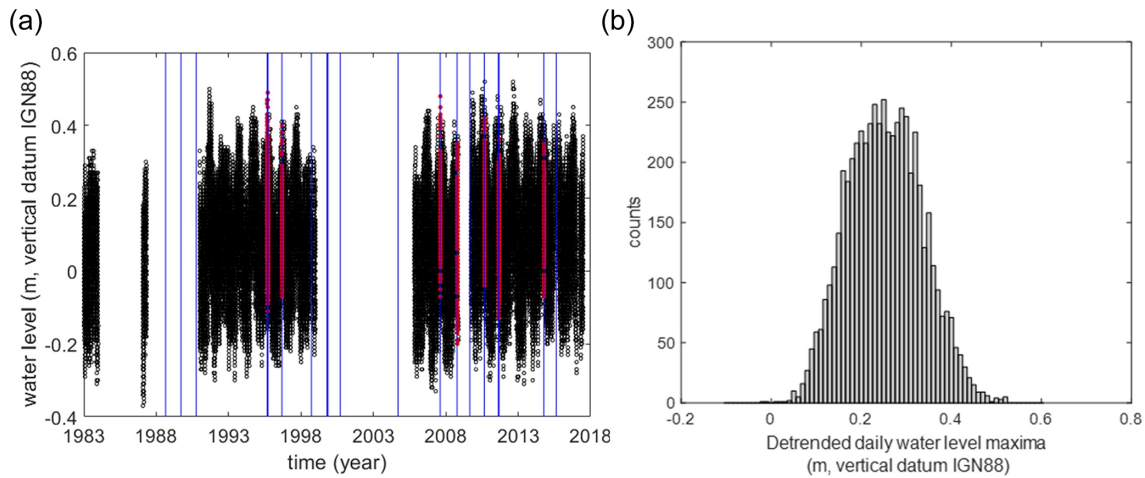 (a)
(b)
water level (m, vertical datum IGN88)
0.6
0.4
0.2
0
-0.2
-0.4
1983 1988 1993 1998 2003 2008 2013 2018
time (year)
counts
300
250
200
150
100
50
0
-0.2 0 0.2 0.4 0.6 0.8
Detrended daily water level maxima
(m, vertical datum IGN88)